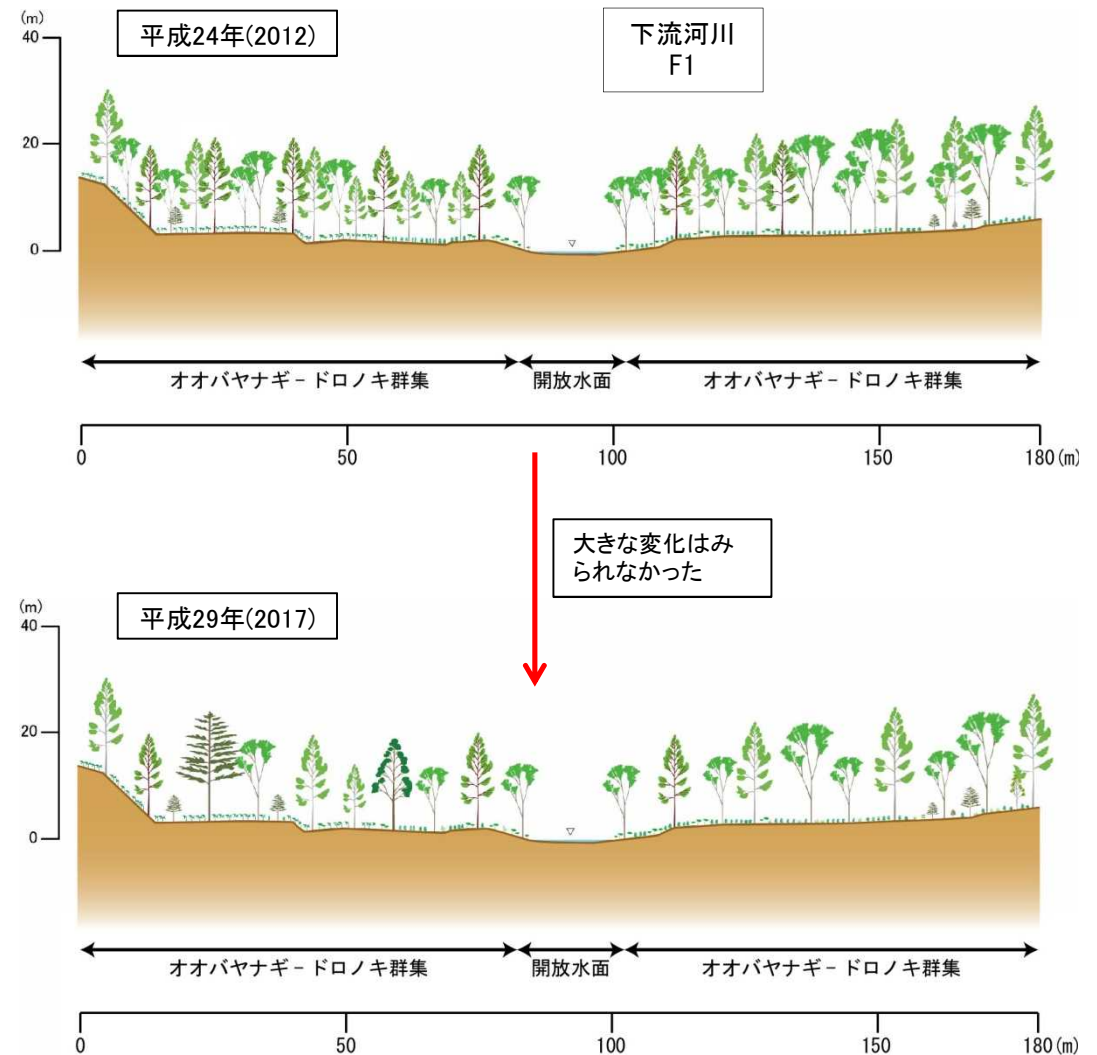 (m)
40
平成24年(2012)
下流河川
F1
20
0
▽
オオバヤナギ－ドロノキ群集
開放水面
オオバヤナギ－ドロノキ群集
0
50
100
150
180(m)
大きな変化はみ
られなかった
(m)
40
平成29年(2017)
20
0
▽
オオバヤナギ－ドロノキ群集
開放水面
オオバヤナギ－ドロノキ群集
0
50
100
150
180(m)